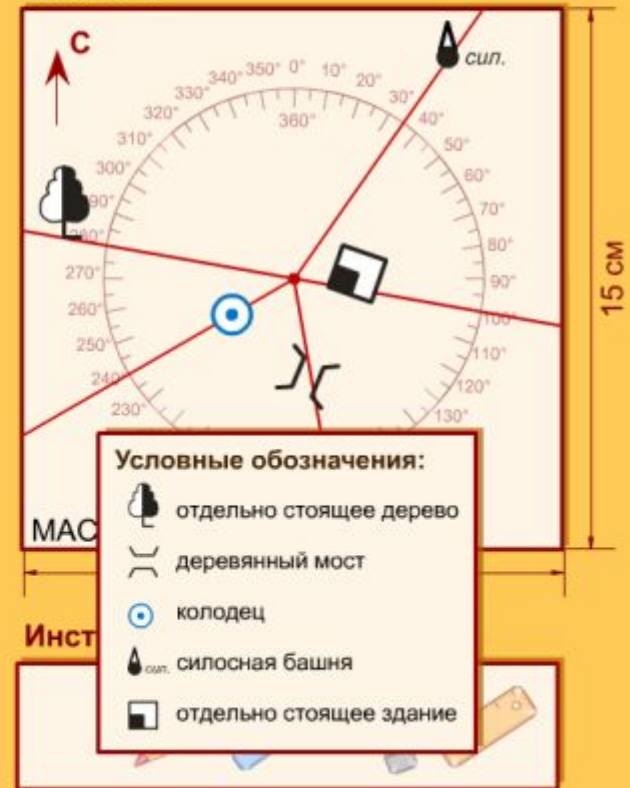 С
350° 0° 10°
340° 20°
330° 30°
320° 360° 40°
310° 50°
300° 60°
90° 70°
280° 80°
270° 90°
260° 100°
250° 110°
240° 120°
230° 130°
сил.
15 см
МАС
Условные обозначения:
отдельно стоящее дерево
деревянный мост
колодец
сил. силосная башня
отдельно стоящее здание
Инст